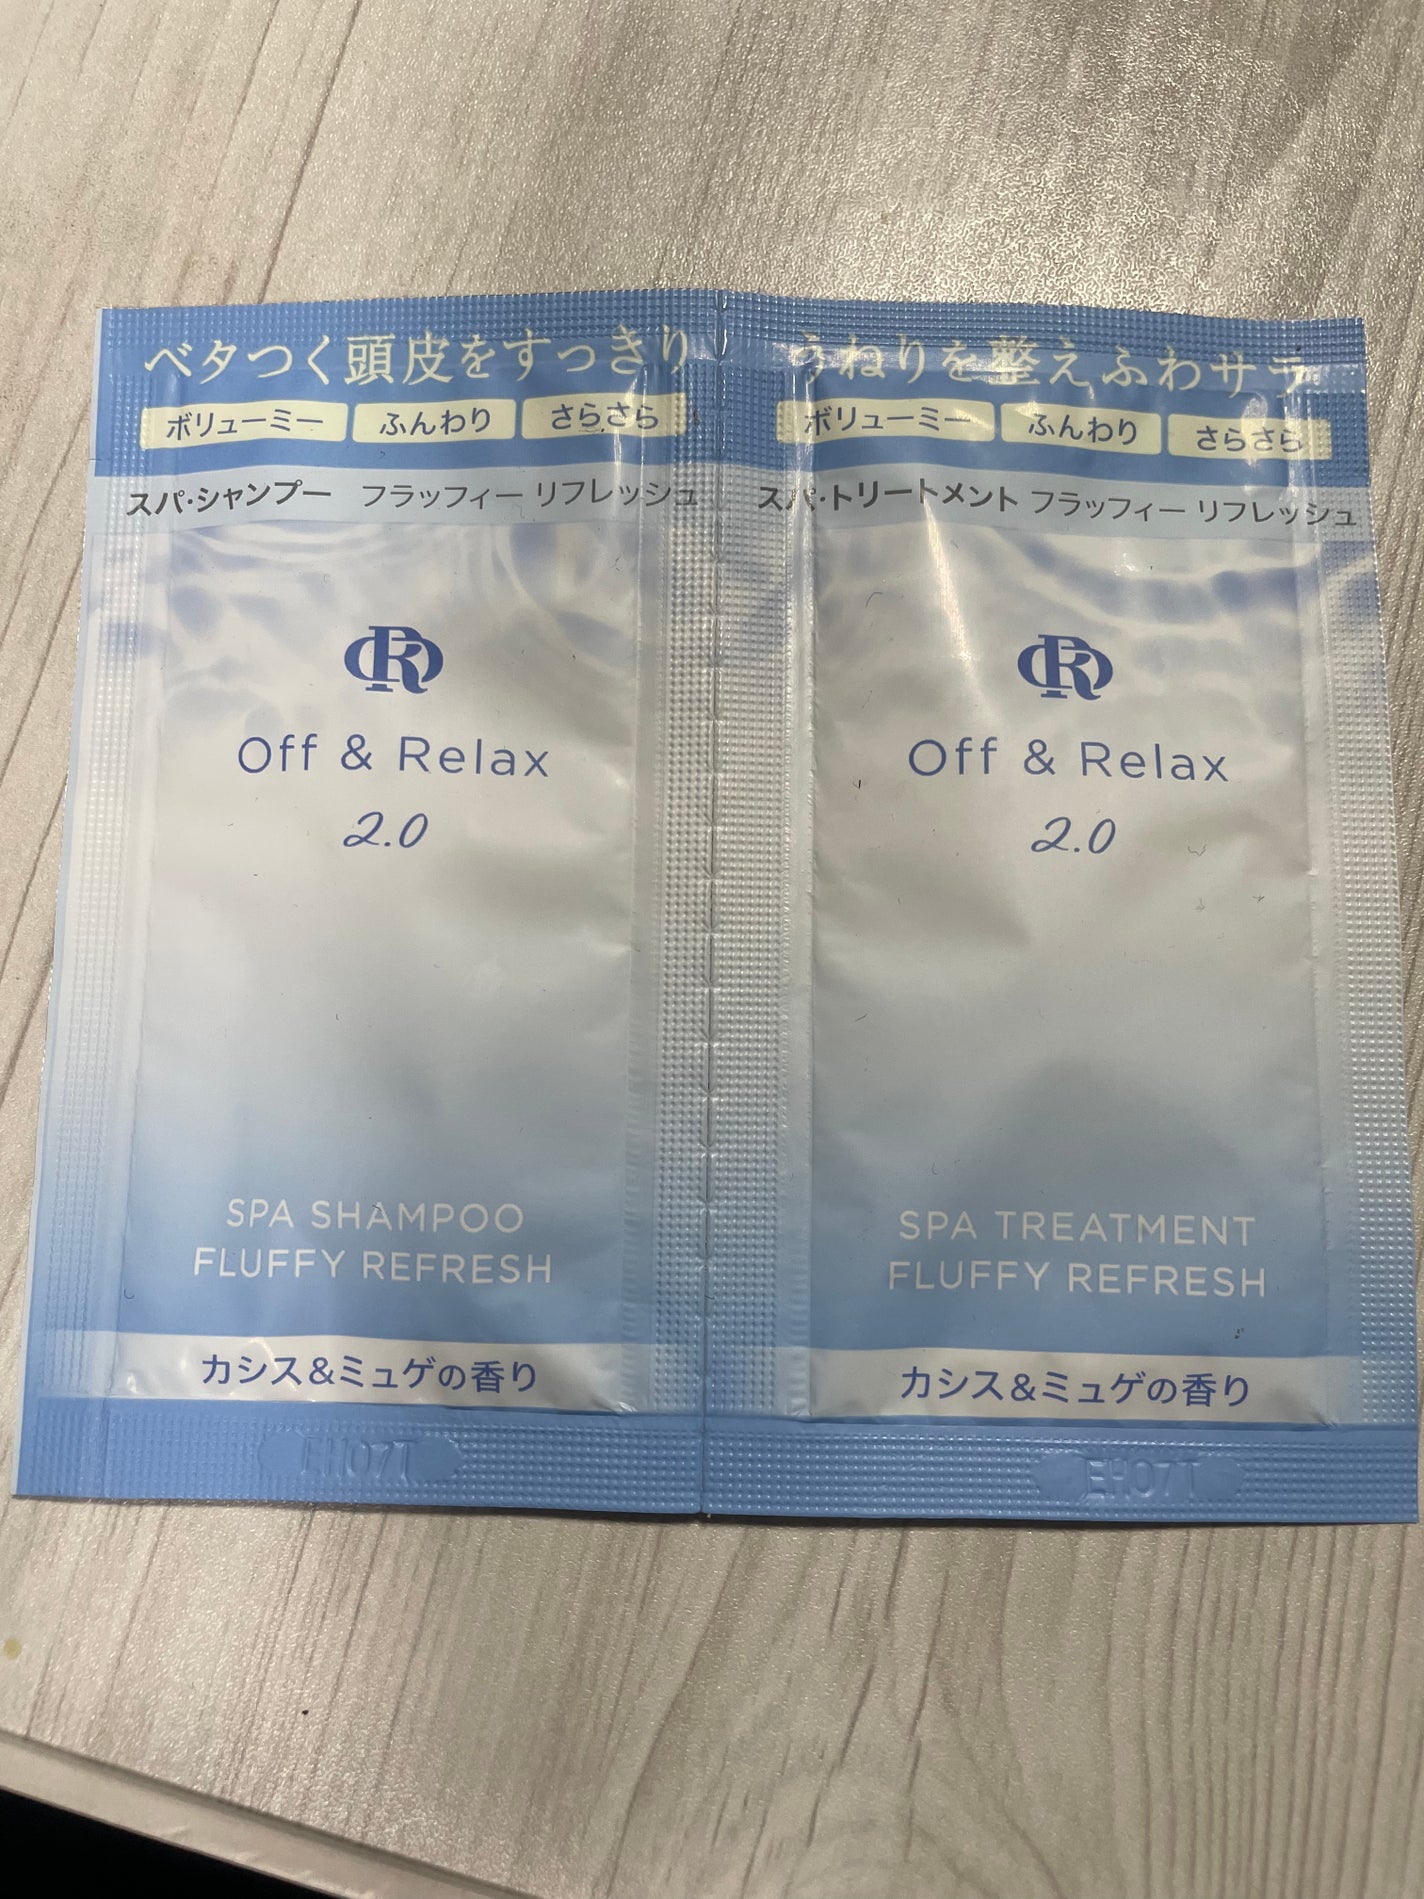 ベタつく頭皮をすっきり
ボリューミー ふんわり さらさら
スパ・シャンプー フラッフィー リフレッシュ
Off & Relax
2.0
SPA SHAMPOO
FLUFFY REFRESH
カシス&ミュゲの香り
うねりを整えふわサラ
ボリューミー ふんわり さらさら
スパ・トリートメント フラッフィー リフレッシュ
Off & Relax
2.0
SPA TREATMENT
FLUFFY REFRESH
カシス&ミュゲの香り